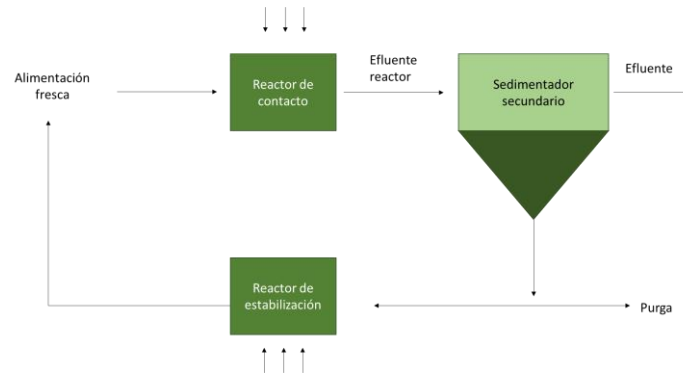 Alimentación
fresca
Reactor de
contacto
Efluente
reactor
Sedimentador
secundario
Efluente
Reactor de
estabilización
Purga